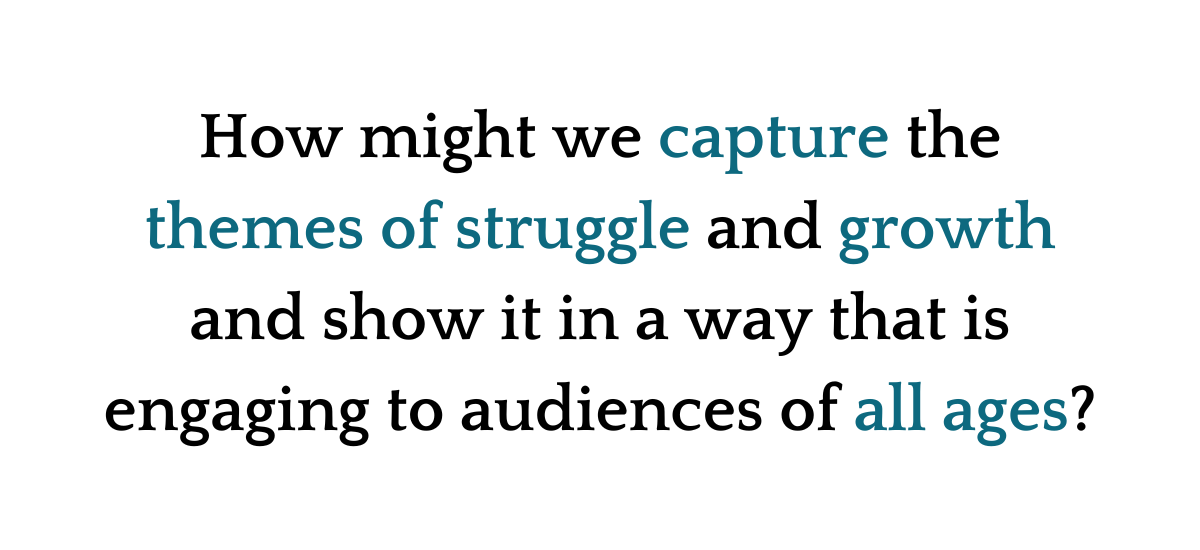 How might we capture the
themes of struggle and growth
and show it in a way that is
engaging to audiences of all ages?